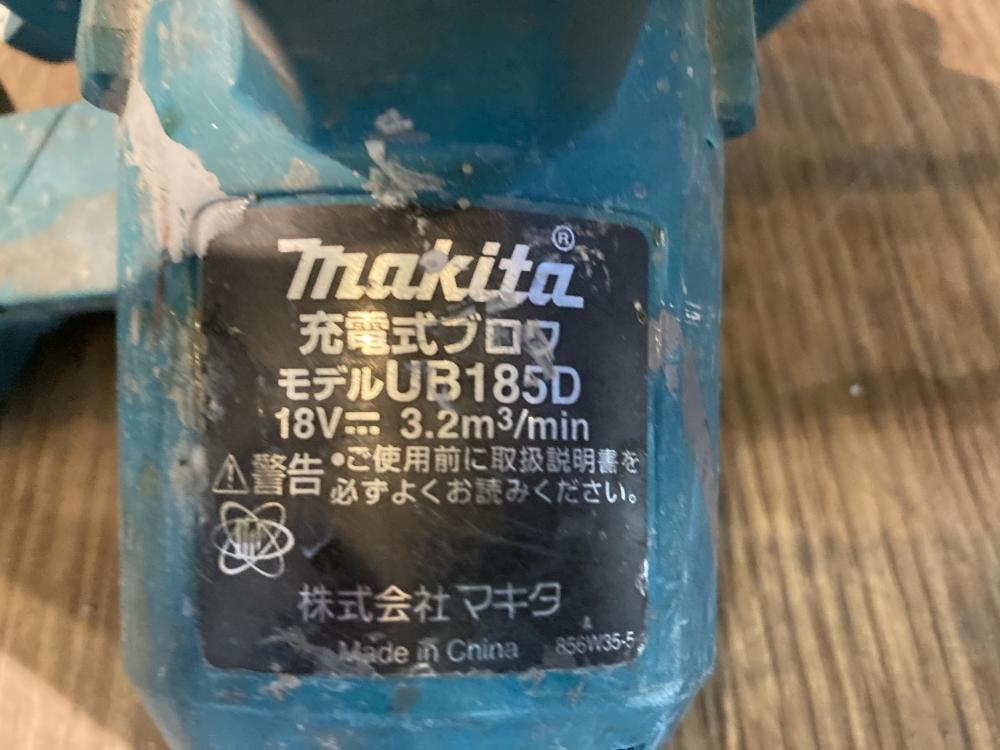 makita®
充電式ブロワ
モデルUB185D
18V⎓ 3.2m³/min
⚠警告 •ご使用前に取扱説明書を
必ずよくお読みください。
株式会社マキタ
Made in China 856W35-5